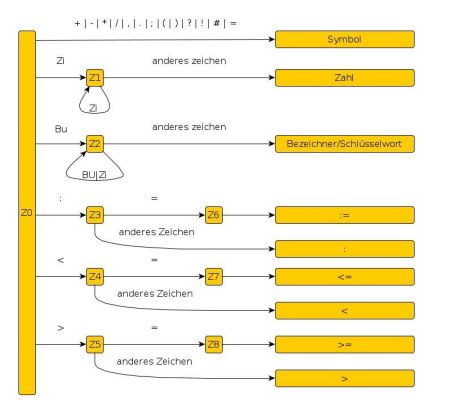 + | - | * | / | , | . | ; | ( | ) | ? | ! | # | =
Symbol
Zi
anderes zeichen
Z1
Zahl
Zi
Bu
anderes zeichen
Z2
Bezeichner/Schlüsselwort
BU|Zi
Z0
:
=
Z3
Z6
:=
anderes Zeichen
:
<
=
Z4
Z7
<=
anderes Zeichen
<
>
=
Z5
Z8
>=
anderes Zeichen
>